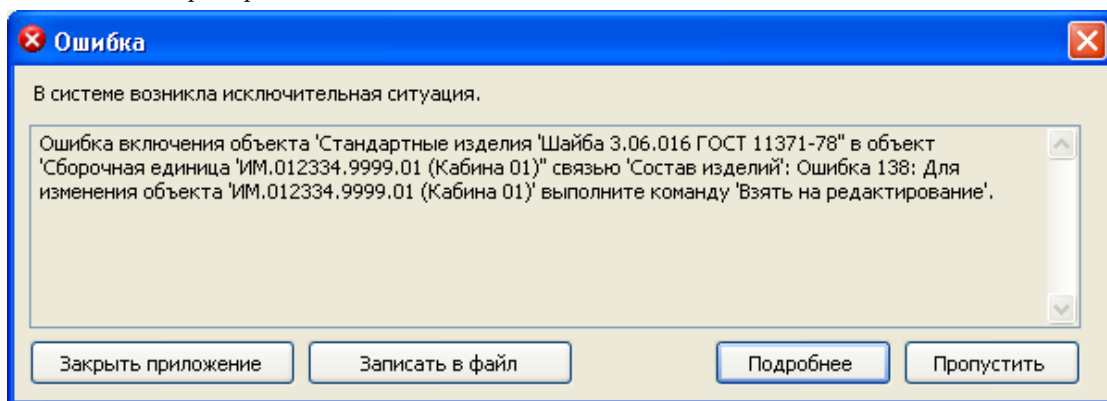 Ошибка
В системе возникла исключительная ситуация.
Ошибка включения объекта 'Стандартные изделия 'Шайба 3.06.016 ГОСТ 11371-78'' в объект
'Сборочная единица 'ИМ.012334.9999.01 (Кабина 01)'' связью 'Состав изделий': Ошибка 138: Для
изменения объекта 'ИМ.012334.9999.01 (Кабина 01)' выполните команду 'Взять на редактирование'.
Закрыть приложение Записать в файл Подробнее Пропустить